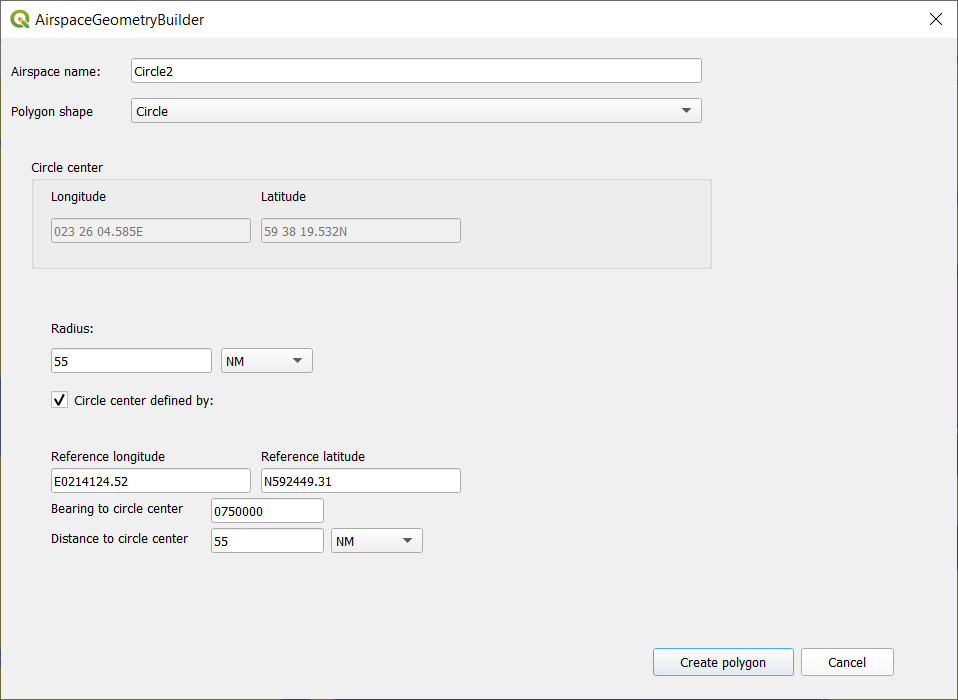 AirspaceGeometryBuilder
Airspace name: Circle2
Polygon shape Circle
Circle center
Longitude Latitude
023 26 04.585E 59 38 19.532N
Radius:
55 NM
Circle center defined by:
Reference longitude Reference latitude
E0214124.52 N592449.31
Bearing to circle center 0750000
Distance to circle center 55 NM
Create polygon Cancel